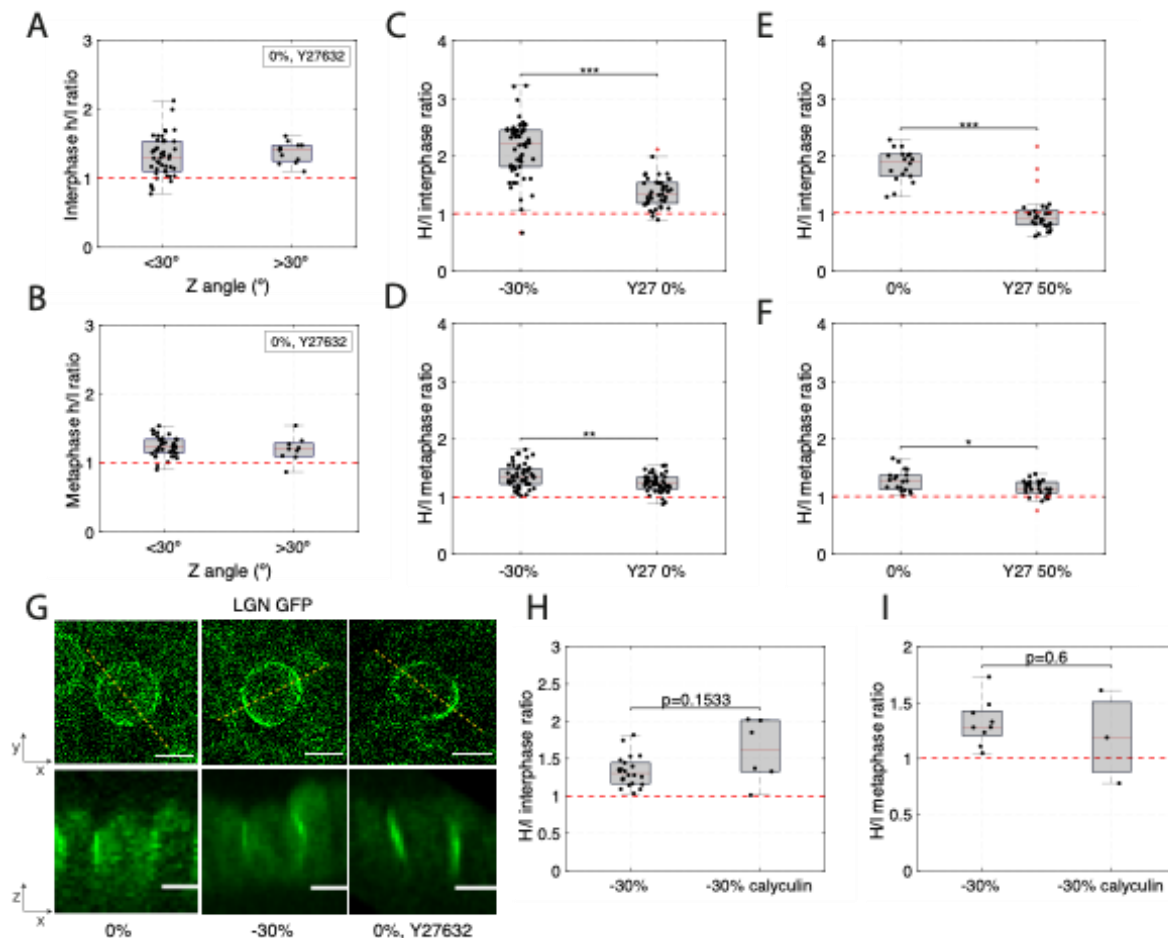 A
Interphase h/l ratio
3
2
1
0
0%, Y27632
<30°
>30°
Z angle (º)
B
Metaphase h/l ratio
3
2
1
0
0%, Y27632
<30°
>30°
Z angle (º)
C
H/l interphase ratio
4
3
2
1
0
***
-30%
Y27 0%
D
H/l metaphase ratio
4
3
2
1
0
**
-30%
Y27 0%
E
H/l interphase ratio
4
3
2
1
0
***
0%
Y27 50%
F
H/l metaphase ratio
4
3
2
1
0
*
0%
Y27 50%
G
LGN GFP
Y
X
Z
X
0%
-30%
0%, Y27632
H
H/l interphase ratio
3
2.5
2
1.5
1
0.5
0
p=0.1533
-30%
-30% calyculin
I
H/l metaphase ratio
2
1.5
1
0.5
0
p=0.6
-30%
-30% calyculin